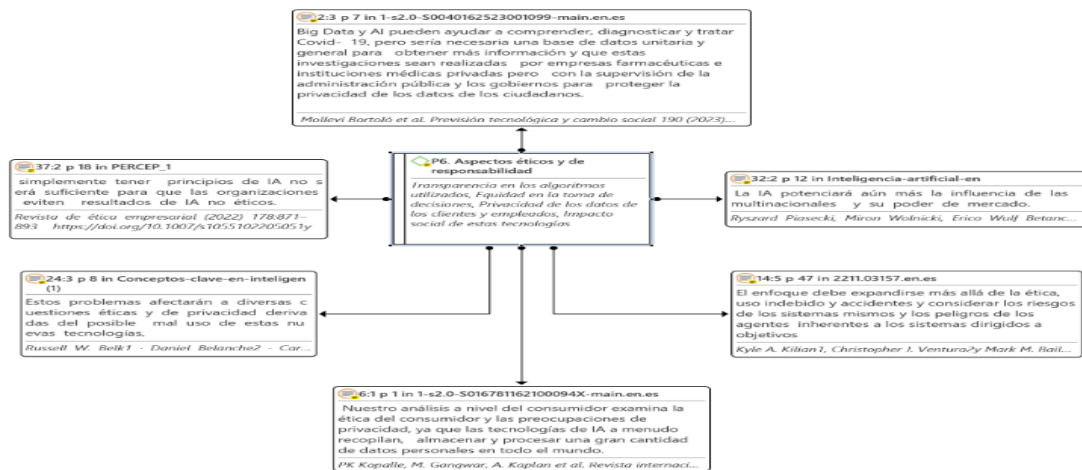 2:3 p 7 in 1-s2.0-S0040162523001099-main.en.es
Big Data y AI pueden ayudar a comprender, diagnosticar y tratar
Covid- 19, pero sería necesaria una base de datos unitaria y
general para obtener más información y que estas
investigaciones sean realizadas por empresas farmacéuticas e
instituciones médicas privadas pero con la supervisión de la
administración pública y los gobiernos para proteger la
privacidad de los datos de los ciudadanos.
Mollevi Bortoló et al. Previsión tecnológica y cambio social 190 (2023)...
37:2 p 18 in PERCEP_1
simplemente tener principios de IA no s
erá suficiente para que las organizaciones
eviten resultados de IA no éticos.
Revista de ética empresarial (2022) 178:871–
893 https://doi.org/10.1007/s1055102205051y
P6. Aspectos éticos y de
responsabilidad
Transparencia en los algoritmos
utilizados, Equidad en la toma de
decisiones, Privacidad de los datos de
los clientes y empleados, Impacto
social de estas tecnologías
32:2 p 12 in Inteligencia-artificial-en
La IA potenciará aún más la influencia de las
multinacionales y su poder de mercado.
Ryszard Piasecki, Miron Wolnicki, Erico Wulf Betanc...
24:3 p 8 in Conceptos-clave-en-inteligen
(1)
Estos problemas afectarán a diversas c
uestiones éticas y de privacidad deriva
das del posible mal uso de estas nu
evas tecnologías.
Russell W. Belk1 · Daniel Belanche2 · Car...
14:5 p 47 in 2211.03157.en.es
El enfoque debe expandirse más allá de la ética,
uso indebido y accidentes y considerar los riesgos
de los sistemas mismos y los peligros de los
agentes inherentes a los sistemas dirigidos a
objetivos
Kyle A. Kilian1, Christopher J. Ventura2y Mark M. Bail...
6:1 p 1 in 1-s2.0-S016781162100094X-main.en.es
Nuestro análisis a nivel del consumidor examina la
ética del consumidor y las preocupaciones de
privacidad, ya que las tecnologías de IA a menudo
recopilan, almacenar y procesar una gran cantidad
de datos personales en todo el mundo.
PK Kopalle, M. Gangwar, A. Kaplan et al. Revista internaci...